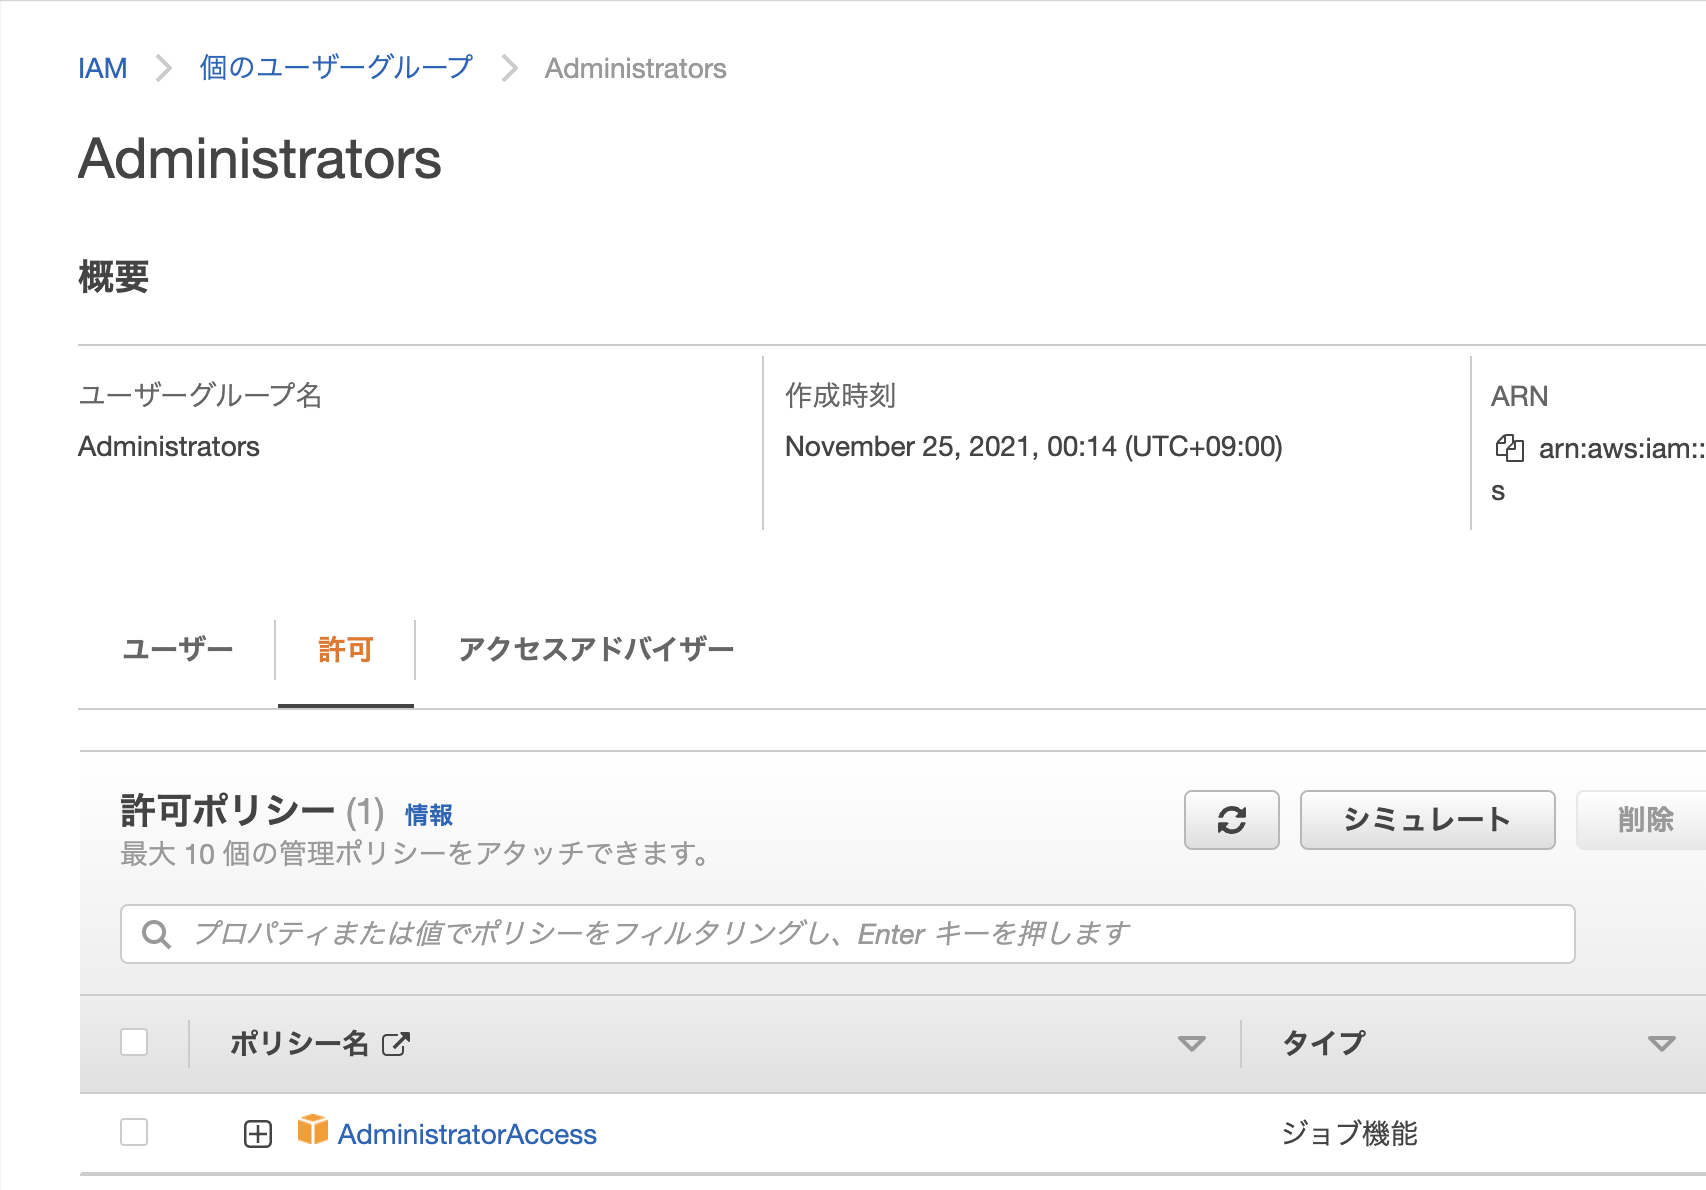 IAM 個のユーザーグループ Administrators
Administrators
概要
ユーザーグループ名
Administrators
作成時刻
November 25, 2021, 00:14 (UTC+09:00)
ARN
arn:aws:iam::
s
ユーザー 許可 アクセスアドバイザー
許可ポリシー (1) 情報
最大 10 個の管理ポリシーをアタッチできます。
シミュレート 削除
プロパティまたは値でポリシーをフィルタリングし、Enter キーを押します
ポリシー名 タイプ
AdministratorAccess ジョブ機能